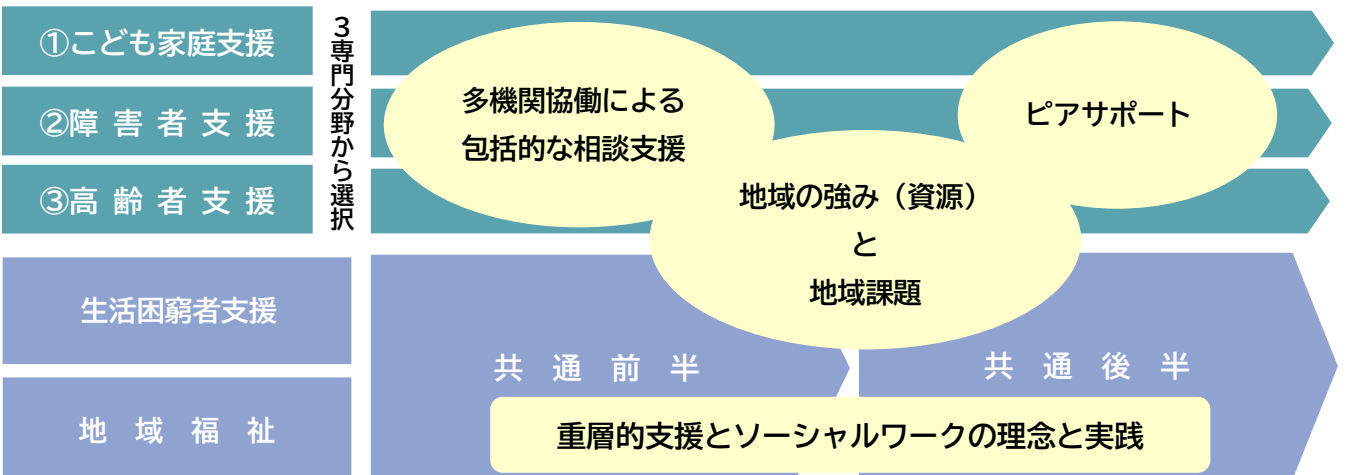 ①こども家庭支援
②障害者支援
③高齢者支援
3専門分野から選択
多機関協働による
包括的な相談支援
ピアサポート
地域の強み（資源）
と
地域課題
生活困窮者支援
地域福祉
共通前半
共通後半
重層的支援とソーシャルワークの理念と実践